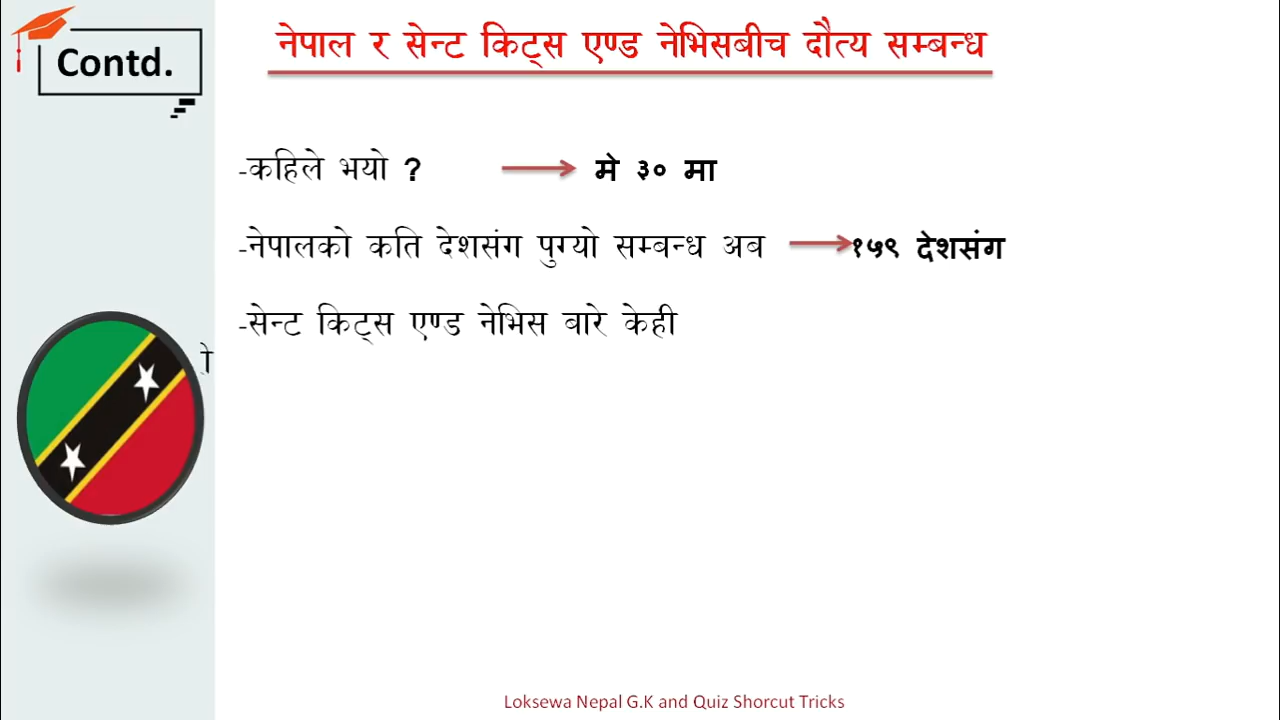 Contd.
नेपाल र सेन्ट किट्स एण्ड नेभिसबीच दौत्य सम्बन्ध
-कहिले भयो ? मे ३० मा
-नेपालको कति देशसंग पुग्यो सम्बन्ध अब १५९ देशसंग
-सेन्ट किट्स एण्ड नेभिस बारे केही
Loksewa Nepal G.K and Quiz Shorcut Tricks